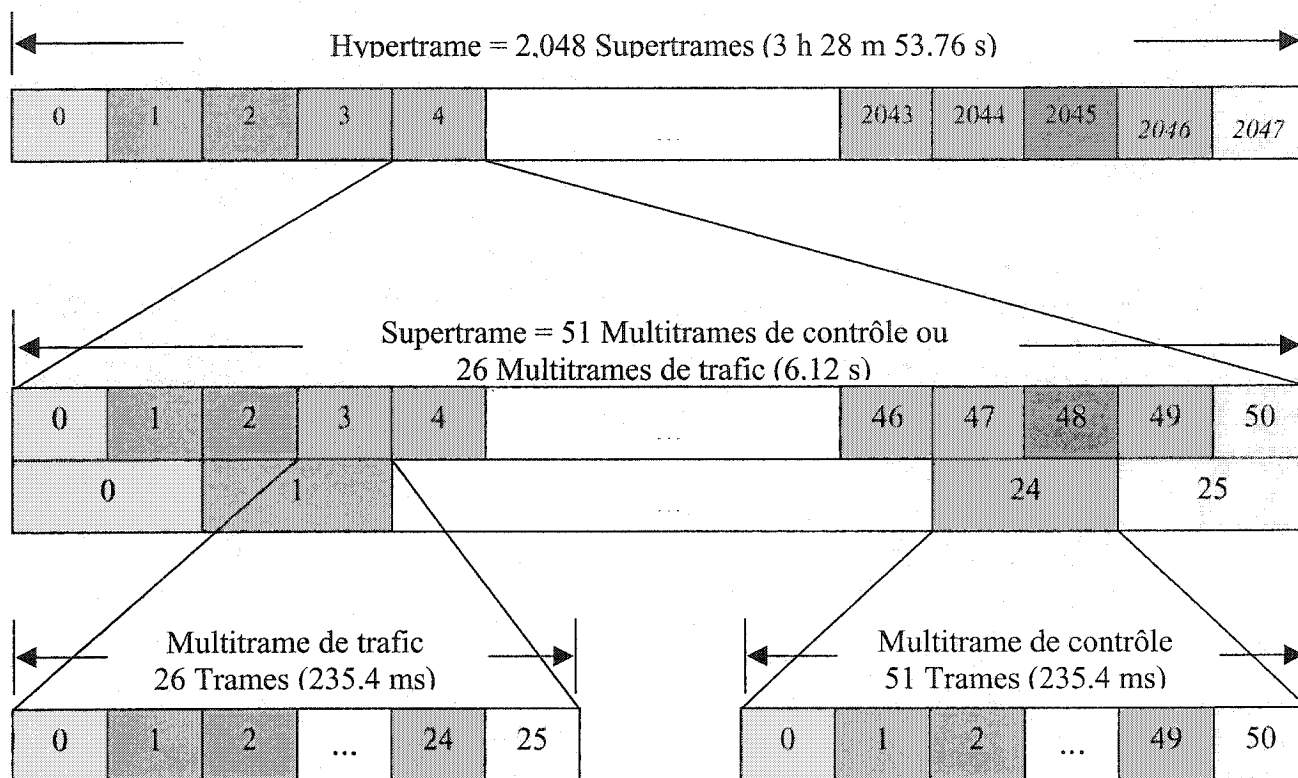 Hypertrame = 2,048 Supertrames (3 h 28 m 53.76 s)
0 1 2 3 4 ... 2043 2044 2045 2046 2047
Supertrame = 51 Multitrames de contrôle ou
26 Multitrames de trafic (6.12 s)
0 1 2 3 4 ... 46 47 48 49 50
0 1 ... 24 25
Multitrame de trafic
26 Trames (235.4 ms)
0 1 2 ... 24 25
Multitrame de contrôle
51 Trames (235.4 ms)
0 1 2 ... 49 50